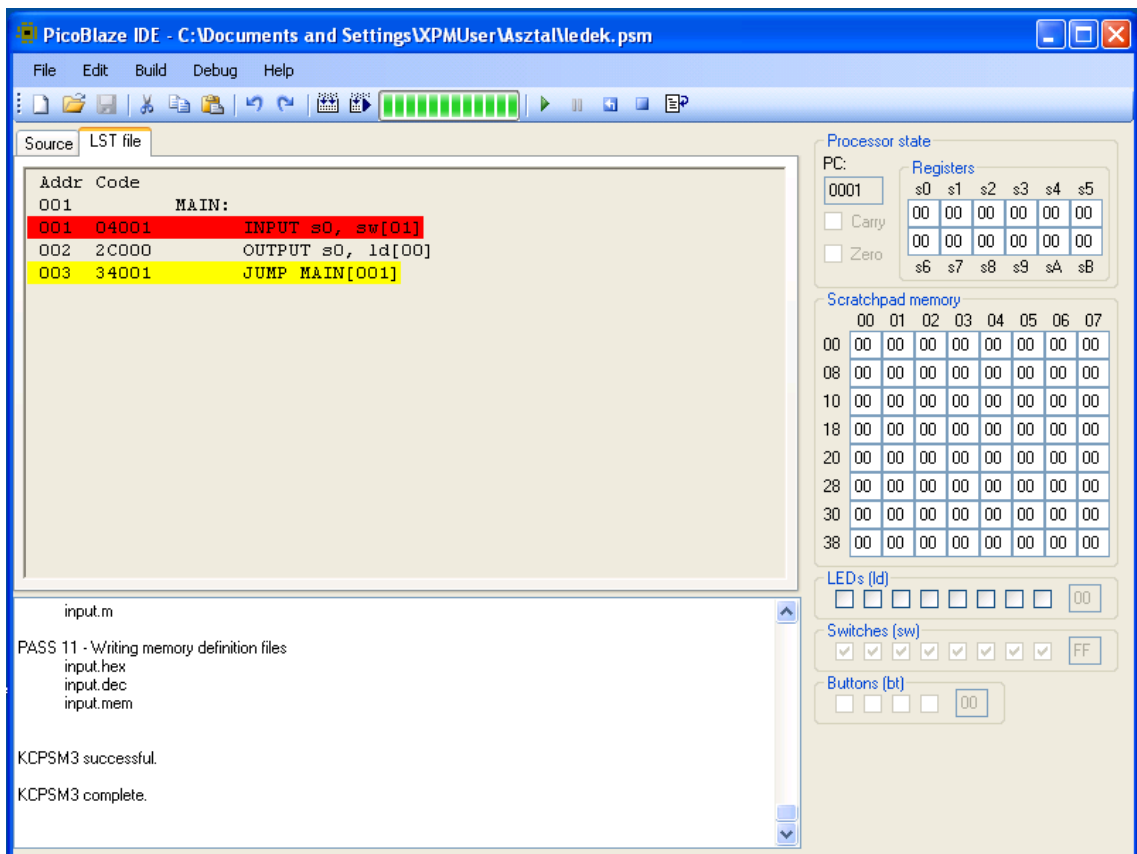 PicoBlaze IDE - C:\Documents and Settings\XPMUser\Asztal\ledek.psm
File Edit Build Debug Help
Source LST file
Addr Code
001 MAIN:
001 04001 INPUT s0, sw[01]
002 2C000 OUTPUT s0, ld[00]
003 34001 JUMP MAIN[001]
input.m
PASS 11 - Writing memory definition files
input.hex
input.dec
input.mem
KCPSM3 successful.
KCPSM3 complete.
Processor state
PC:
0001
Carry
Zero
Registers
s0 s1 s2 s3 s4 s5
00 00 00 00 00 00
00 00 00 00 00 00
s6 s7 s8 s9 sA sB
Scratchpad memory
00 01 02 03 04 05 06 07
00 00 00 00 00 00 00 00 00
08 00 00 00 00 00 00 00 00
10 00 00 00 00 00 00 00 00
18 00 00 00 00 00 00 00 00
20 00 00 00 00 00 00 00 00
28 00 00 00 00 00 00 00 00
30 00 00 00 00 00 00 00 00
38 00 00 00 00 00 00 00 00
LEDs (ld)
00
Switches (sw)
FF
Buttons (bt)
00